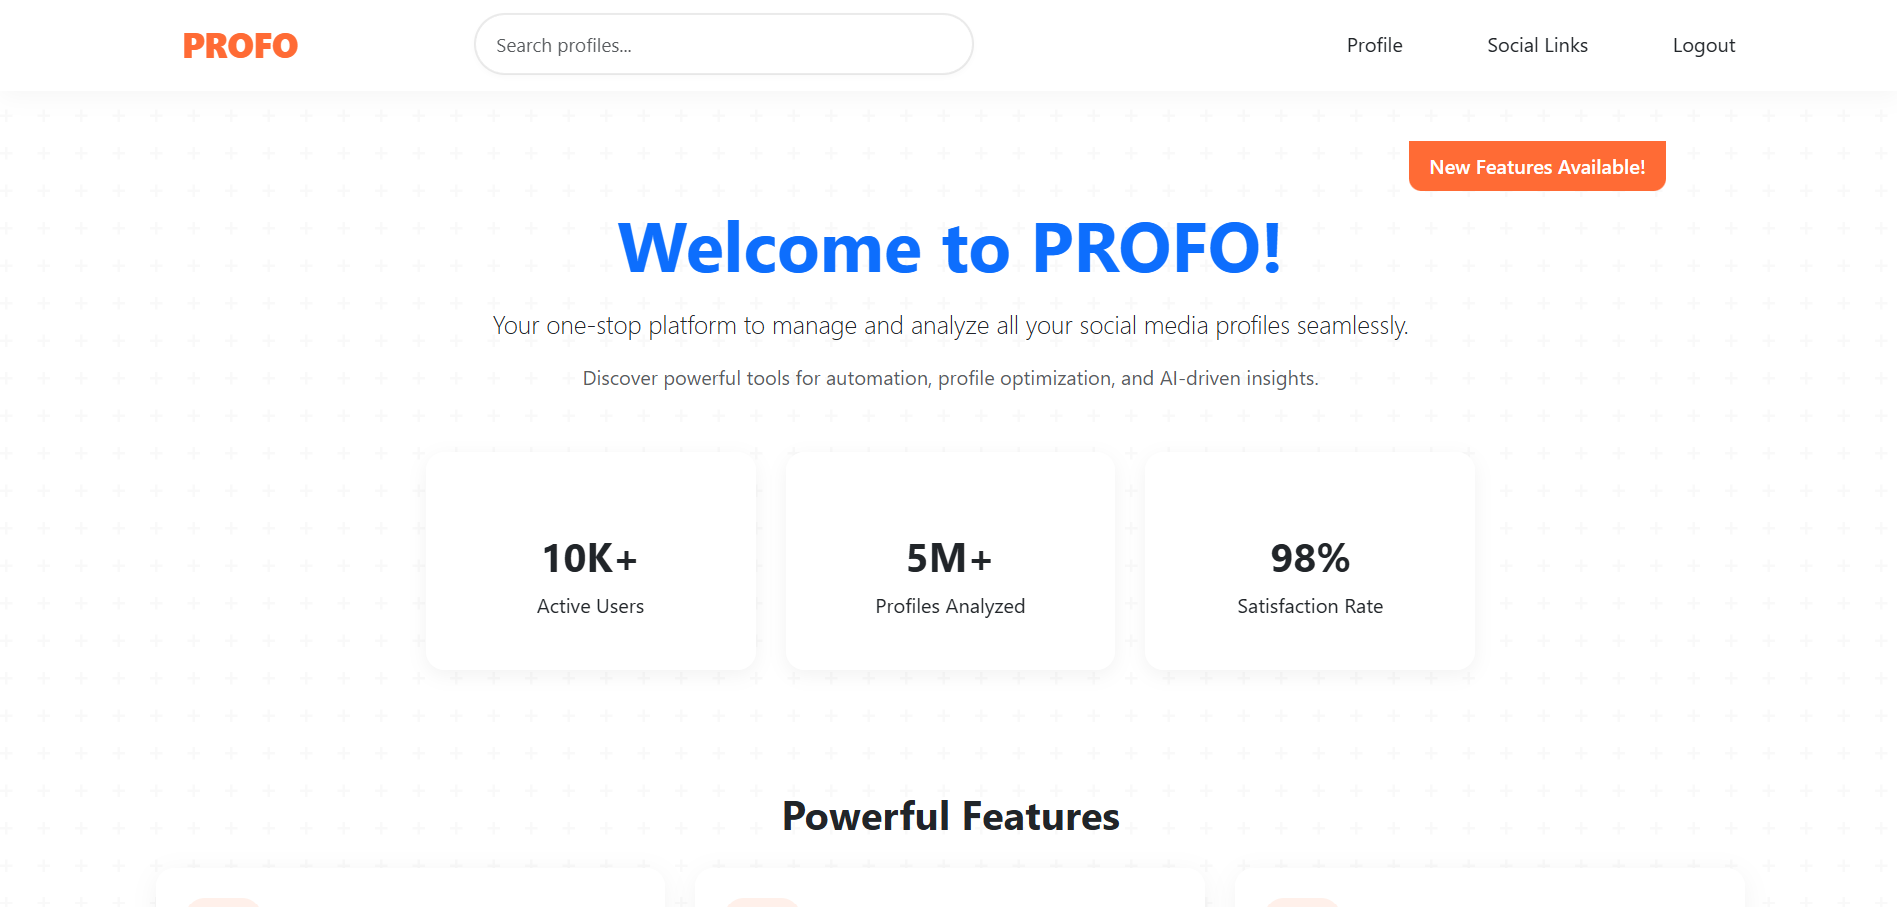 PROFO
Search profiles...
Profile
Social Links
Logout
New Features Available!
Welcome to PROFO!
Your one-stop platform to manage and analyze all your social media profiles seamlessly.
Discover powerful tools for automation, profile optimization, and AI-driven insights.
10K+
Active Users
5M+
Profiles Analyzed
98%
Satisfaction Rate
Powerful Features